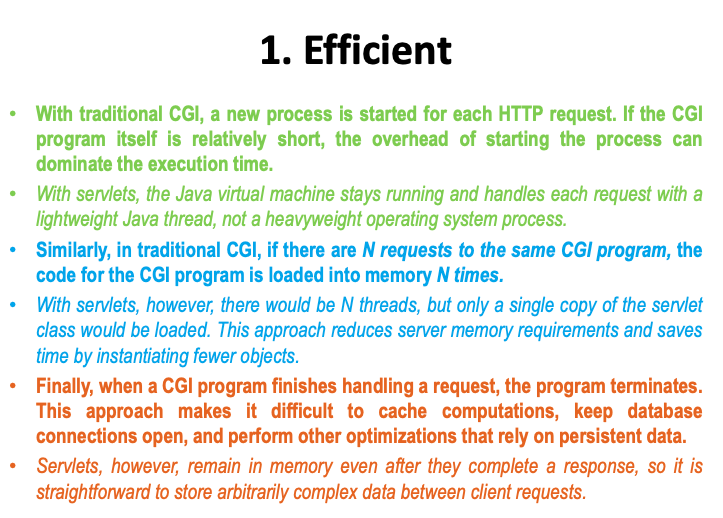 1. Efficient
• With traditional CGI, a new process is started for each HTTP request. If the CGI
program itself is relatively short, the overhead of starting the process can
dominate the execution time.
• With servlets, the Java virtual machine stays running and handles each request with a
lightweight Java thread, not a heavyweight operating system process.
• Similarly, in traditional CGI, if there are N requests to the same CGI program, the
code for the CGI program is loaded into memory N times.
• With servlets, however, there would be N threads, but only a single copy of the servlet
class would be loaded. This approach reduces server memory requirements and saves
time by instantiating fewer objects.
• Finally, when a CGI program finishes handling a request, the program terminates.
This approach makes it difficult to cache computations, keep database
connections open, and perform other optimizations that rely on persistent data.
• Servlets, however, remain in memory even after they complete a response, so it is
straightforward to store arbitrarily complex data between client requests.